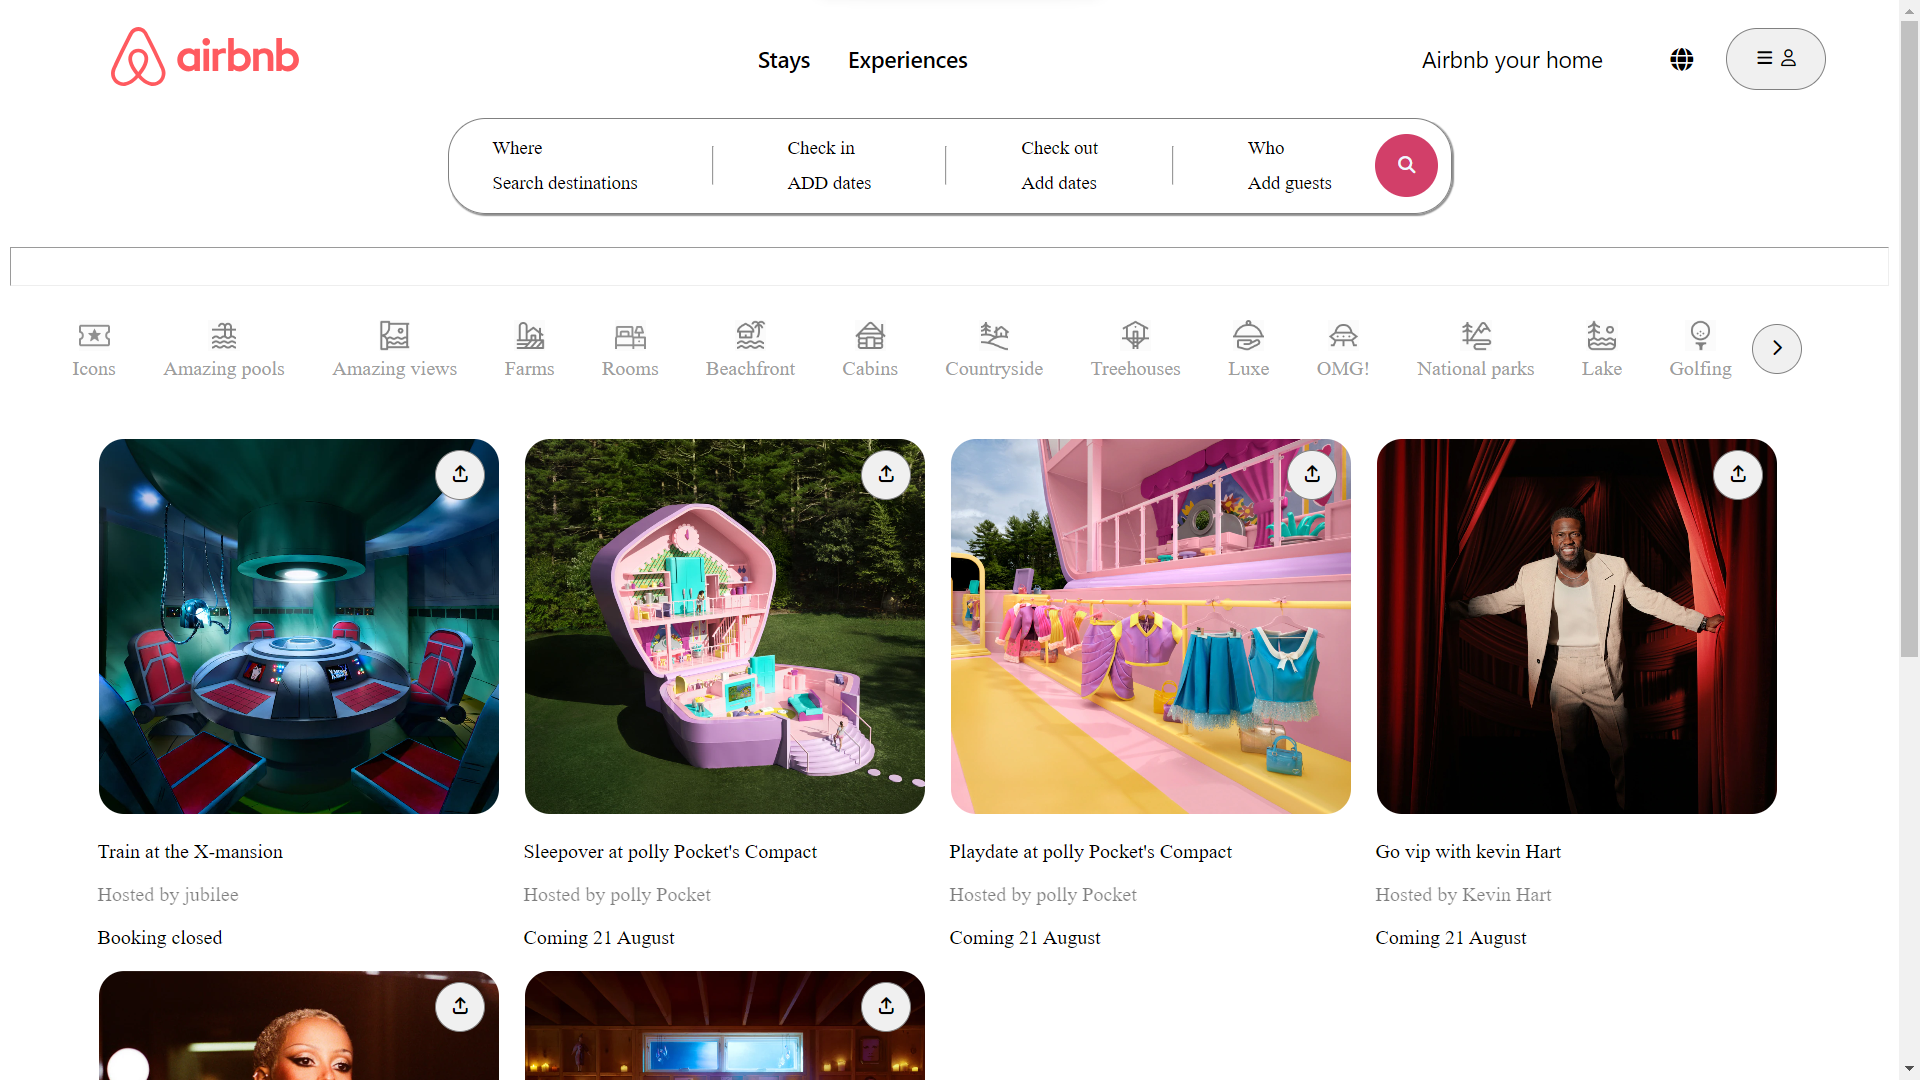 airbnb
Stays Experiences
Airbnb your home
Where
Search destinations
Check in
ADD dates
Check out
Add dates
Who
Add guests
Icons
Amazing pools
Amazing views
Farms
Rooms
Beachfront
Cabins
Countryside
Treehouses
Luxe
OMG!
National parks
Lake
Golfing
Train at the X-mansion
Hosted by jubilee
Booking closed
Sleepover at polly Pocket's Compact
Hosted by polly Pocket
Coming 21 August
Playdate at polly Pocket's Compact
Hosted by polly Pocket
Coming 21 August
Go vip with kevin Hart
Hosted by Kevin Hart
Coming 21 August